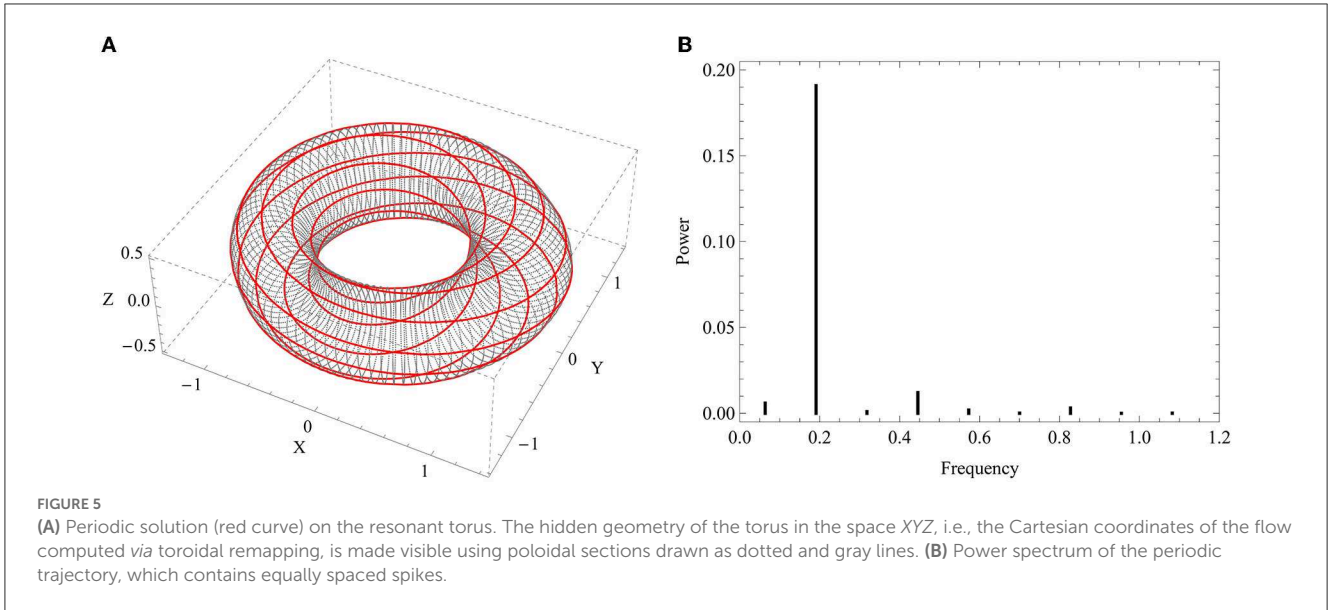 A
B
0.5
0.0
−0.5
Z
−1
0
1
X
−1
0
1
Y
0.20
0.15
0.10
0.05
0.00
Power
0.0 0.2 0.4 0.6 0.8 1.0 1.2
Frequency
FIGURE 5
(A) Periodic solution (red curve) on the resonant torus. The hidden geometry of the torus in the space XYZ, i.e., the Cartesian coordinates of the flow
computed via toroidal remapping, is made visible using poloidal sections drawn as dotted and gray lines. (B) Power spectrum of the periodic
trajectory, which contains equally spaced spikes.